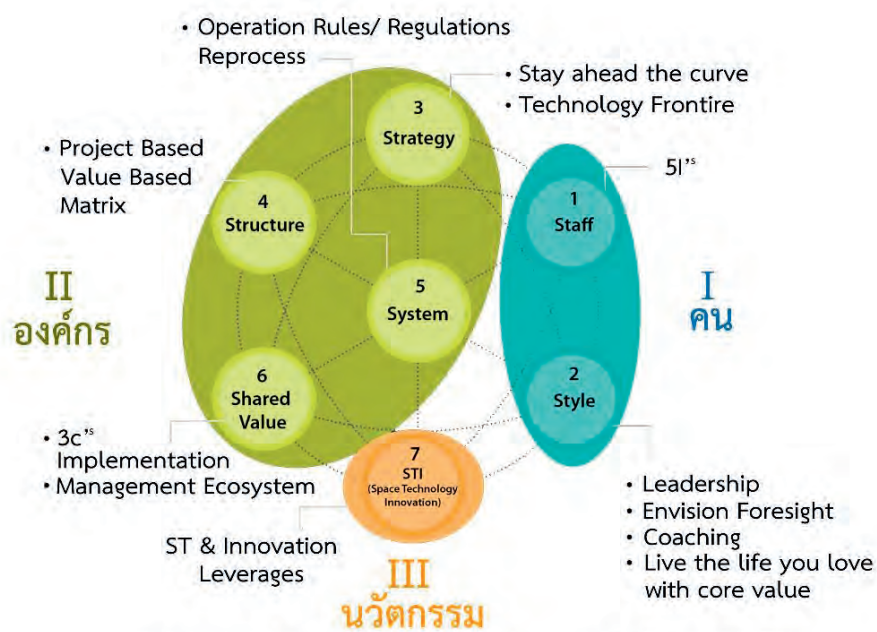 • Operation Rules/ Regulations
Reprocess
• Stay ahead the curve
• Technology Frontire
3
Strategy
• Project Based
Value Based
Matrix
5I's
4
Structure
1
Staff
II
องค์กร
5
System
I
คน
6
Shared
Value
2
Style
• 3c's
Implementation
• Management Ecosystem
7
STI
(Space Technology
Innovation)
• Leadership
• Envision Foresight
• Coaching
• Live the life you love
with core value
ST & Innovation
Leverages
III
นวัตกรรม